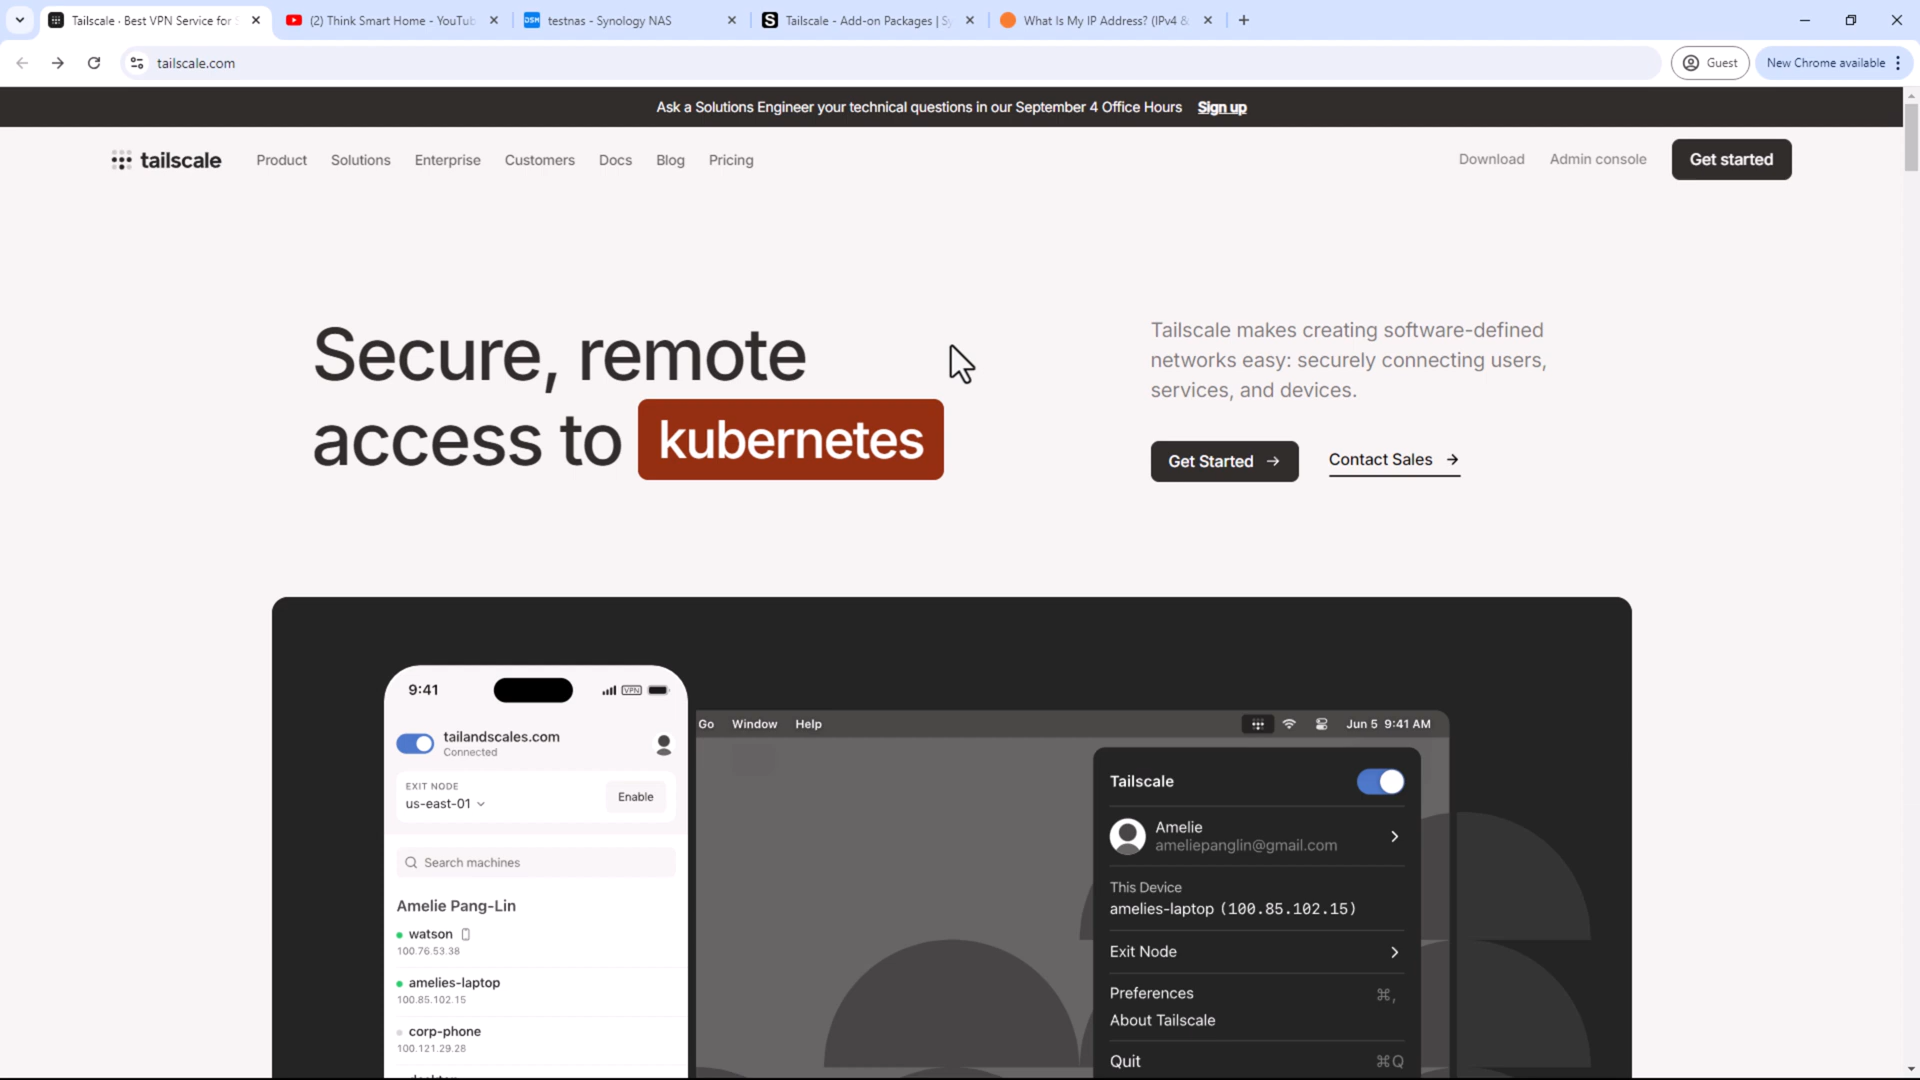 Tailscale · Best VPN Service for
(2) Think Smart Home - YouTub
DSM
testnas - Synology NAS
Tailscale - Add-on Packages | Sy
What Is My IP Address? (IPv4 &
tailscale.com
Guest
New Chrome available
Ask a Solutions Engineer your technical questions in our September 4 Office Hours Sign up
tailscale
Product
Solutions
Enterprise
Customers
Docs
Blog
Pricing
Download
Admin console
Get started
Secure, remote
access to kubernetes
Tailscale makes creating software-defined
networks easy: securely connecting users,
services, and devices.
Get Started →
Contact Sales →
9:41
VPN
tailandscales.com
Connected
EXIT NODE
us-east-01
Enable
Search machines
Amelie Pang-Lin
watson
100.76.53.38
amelies-laptop
100.85.102.15
corp-phone
100.121.29.28
Go Window Help
Jun 5 9:41 AM
Tailscale
Amelie
ameliepanglin@gmail.com
This Device
amelies-laptop (100.85.102.15)
Exit Node
Preferences ⌘,
About Tailscale
Quit ⌘Q